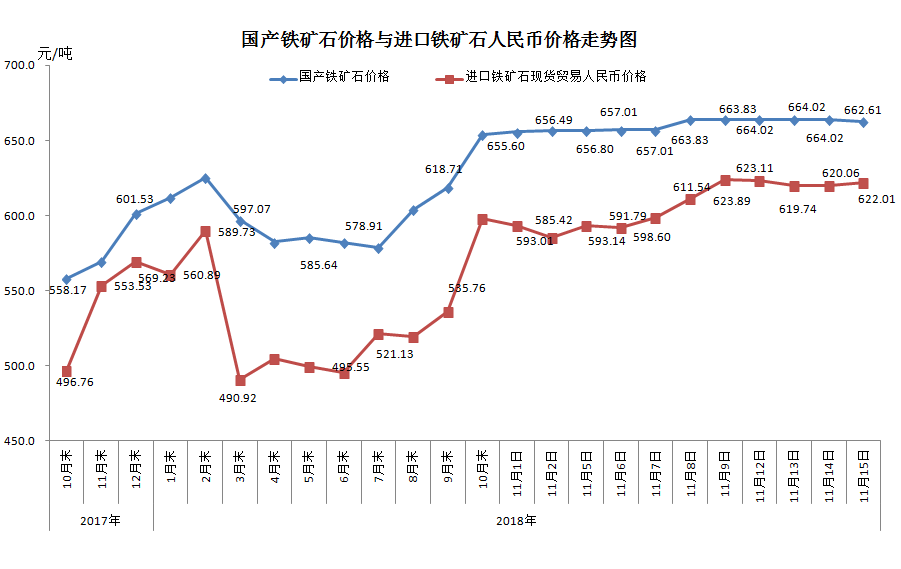 国产铁矿石价格与进口铁矿石人民币价格走势图
元/吨
国产铁矿石价格
进口铁矿石现货贸易人民币价格
700.0
650.0
600.0
550.0
500.0
450.0
558.17
601.53
597.07
585.64
578.91
618.71
655.60
656.49
656.80
657.01
657.01
663.83
663.83
664.02
664.02
664.02
662.61
496.76
553.53
569.23
560.89
589.73
490.92
495.55
521.13
535.76
593.01
585.42
593.14
591.79
598.60
611.54
623.89
623.11
619.74
620.06
622.01
10月末
11月末
12月末
1月末
2月末
3月末
4月末
5月末
6月末
7月末
8月末
9月末
10月末
11月1日
11月2日
11月5日
11月6日
11月7日
11月8日
11月9日
11月12日
11月13日
11月14日
11月15日
2017年
2018年